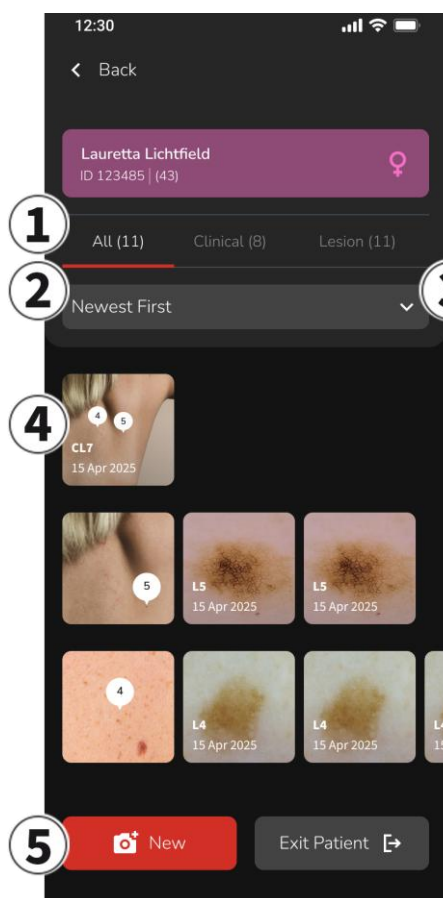 12:30
Back
Lauretta Lichtfield
ID 123485 | (43)
1
All (11) Clinical (8) Lesion (11)
2
Newest First
4
4 5
CL7
15 Apr 2025
5
L5
15 Apr 2025
L5
15 Apr 2025
4
L4
15 Apr 2025
L4
15 Apr 2025
5
New
Exit Patient